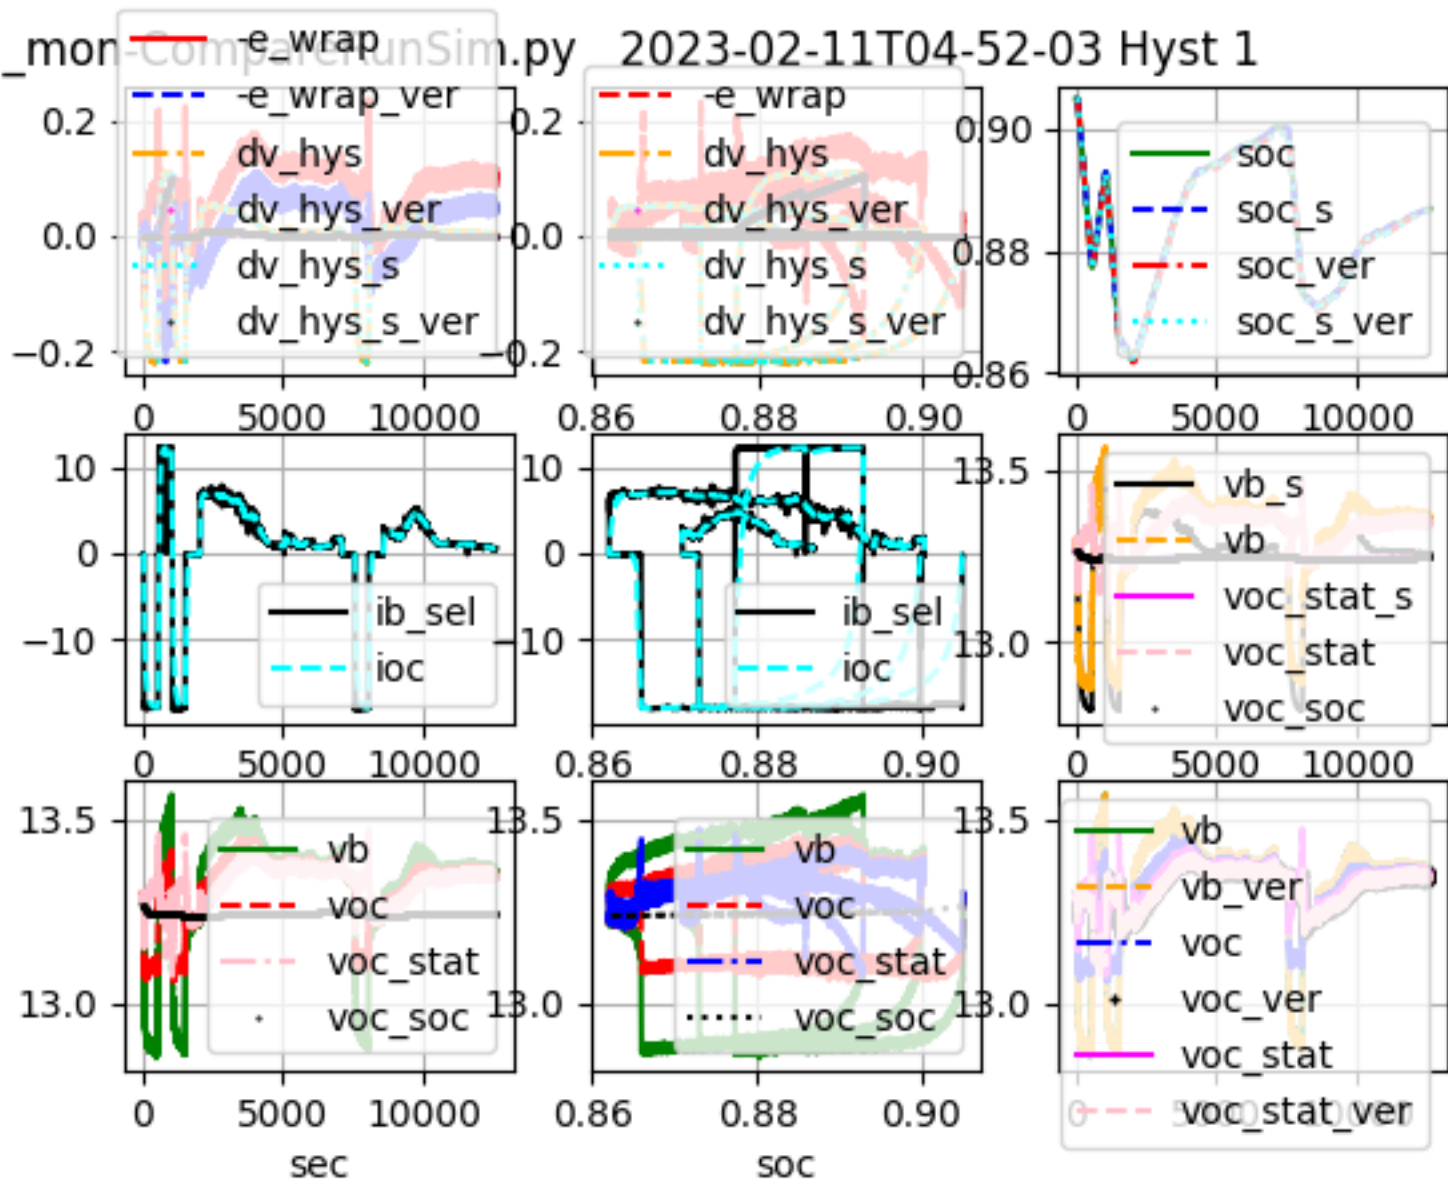 _mon-CompareRunSim.py   2023-02-11T04-52-03 Hyst 1
-e_wrap
-e_wrap_ver
dv_hys
dv_hys_ver
dv_hys_s
dv_hys_s_ver
0.2
0.0
−0.2
0
5000
10000
-e_wrap
dv_hys
dv_hys_ver
dv_hys_s
dv_hys_s_ver
0.2
0.0
−0.2
0.86
0.88
0.90
soc
soc_s
soc_ver
soc_s_ver
0.90
0.88
0.86
0
5000
10000
10
0
−10
ib_sel
ioc
0
5000
10000
10
0
−10
ib_sel
ioc
0.86
0.88
0.90
13.5
13.0
vb_s
vb
voc_stat_s
voc_stat
voc_soc
0
5000
10000
13.5
13.0
vb
voc
voc_stat
voc_soc
0
5000
10000
sec
13.5
13.0
vb
voc
voc_stat
voc_soc
0.86
0.88
0.90
soc
13.5
13.0
vb
vb_ver
voc
voc_ver
voc_stat
voc_stat_ver
0
5000
10000